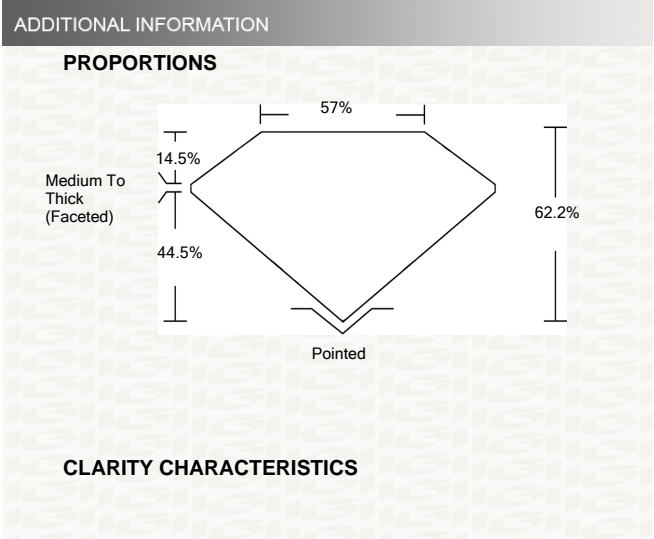 ADDITIONAL INFORMATION
PROPORTIONS
57%
14.5%
Medium To
Thick
(Faceted)
62.2%
44.5%
Pointed
CLARITY CHARACTERISTICS